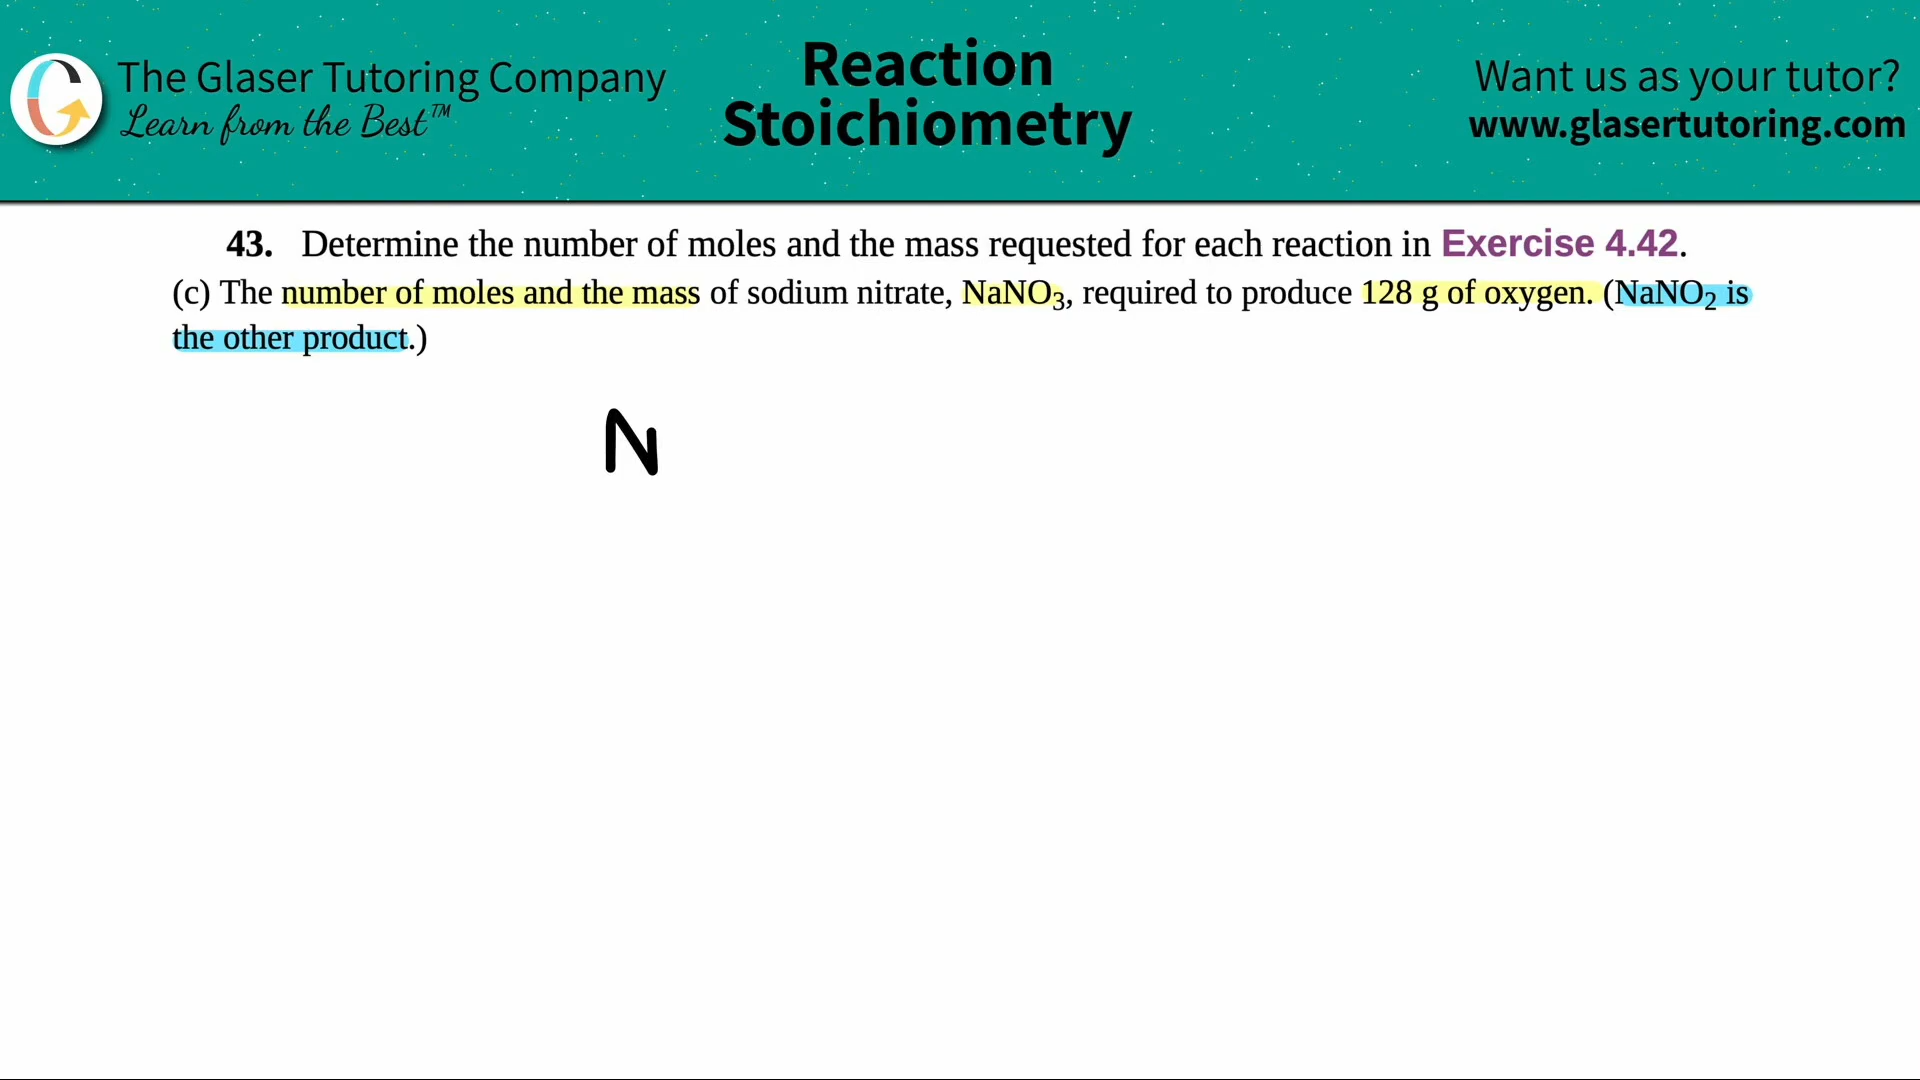 The Glaser Tutoring Company
Learn from the Best™
Reaction
Stoichiometry
Want us as your tutor?
www.glasertutoring.com
43. Determine the number of moles and the mass requested for each reaction in Exercise 4.42.
(c) The number of moles and the mass of sodium nitrate, NaNO₃, required to produce 128 g of oxygen. (NaNO₂ is
the other product.)
N